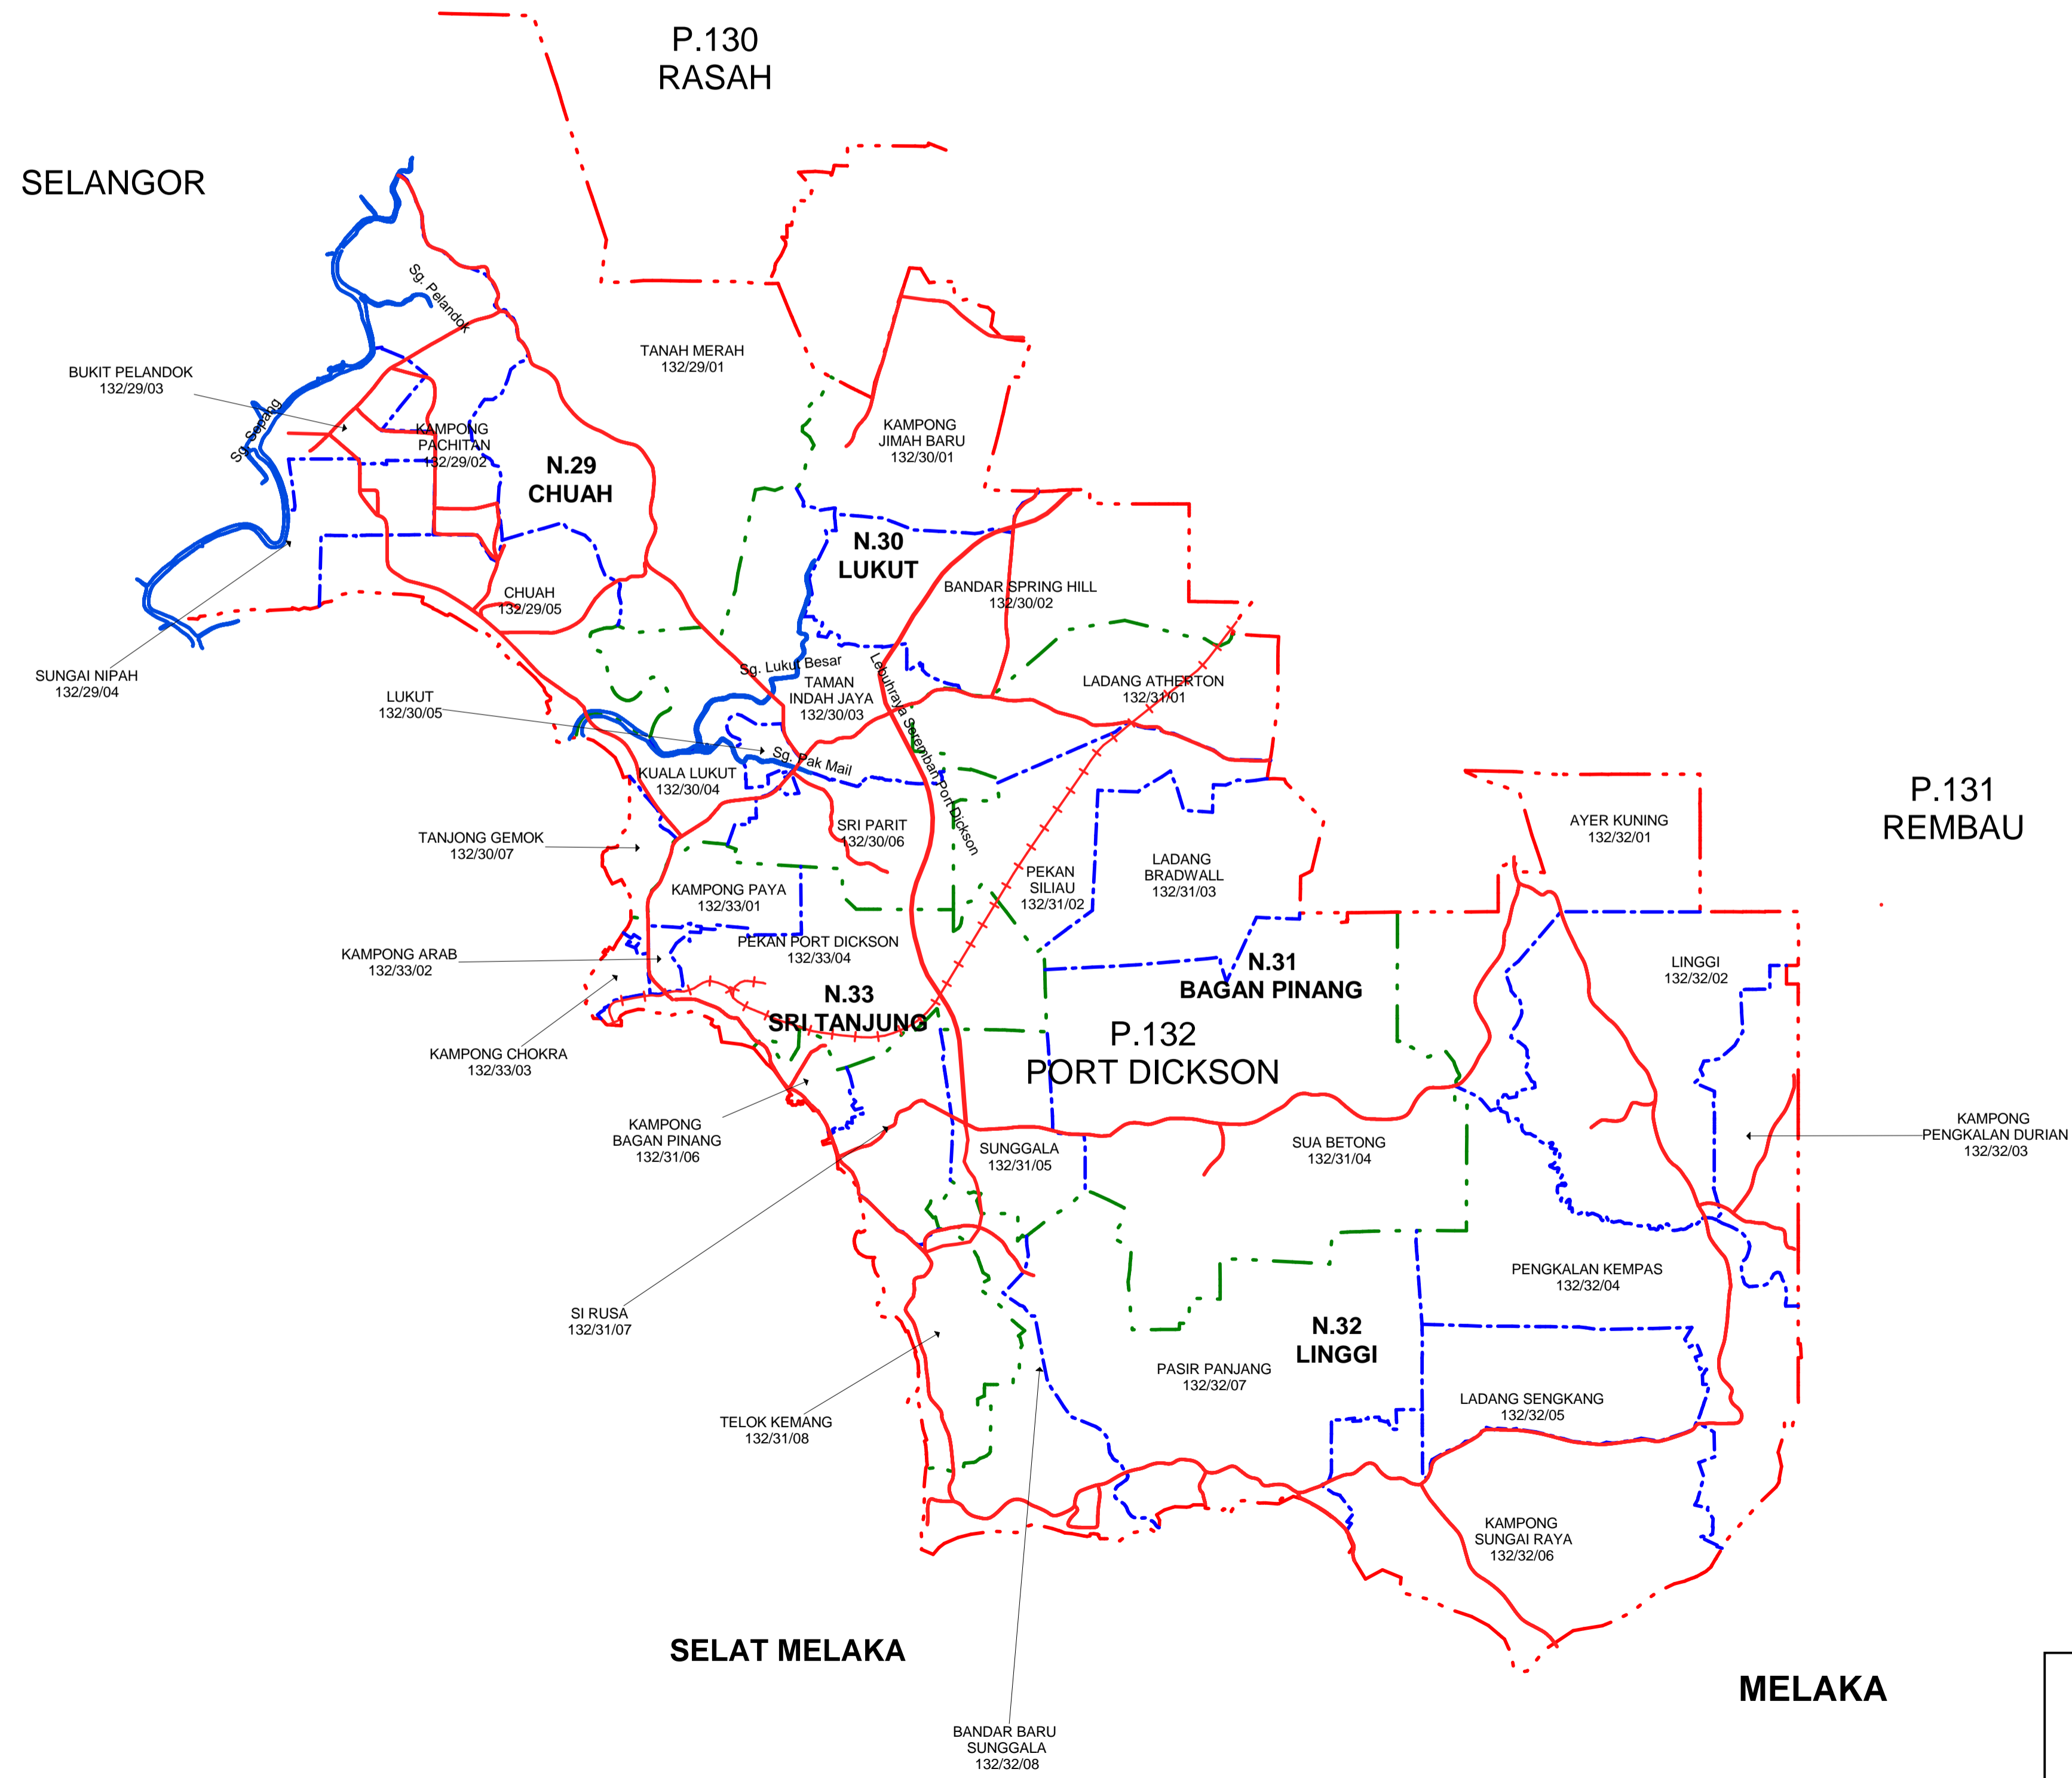 P.130
RASAH
SELANGOR
Sg. Pelandok
TANAH MERAH
132/29/01
BUKIT PELANDOK
132/29/03
Sg. Sepang
KAMPONG
PACHITAN
132/29/02
KAMPONG
JIMAH BARU
132/30/01
N.29
CHUAH
N.30
LUKUT
BANDAR SPRING HILL
132/30/02
CHUAH
132/29/05
SUNGAI NIPAH
132/29/04
Sg. Lukut Besar
LUKUT
132/30/05
TAMAN
INDAH JAYA
132/30/03
Lebuhraya Seremban Port Dickson
LADANG ATHERTON
132/31/01
Sg. Pak Mail
KUALA LUKUT
132/30/04
P.131
REMBAU
TANJONG GEMOK
132/30/07
SRI PARIT
132/30/06
AYER KUNING
132/32/01
KAMPONG PAYA
132/33/01
PEKAN
SILIAU
132/31/02
LADANG
BRADWALL
132/31/03
KAMPONG ARAB
132/33/02
PEKAN PORT DICKSON
132/33/04
N.31
BAGAN PINANG
LINGGI
132/32/02
N.33
SRI TANJUNG
P.132
PORT DICKSON
KAMPONG CHOKRA
132/33/03
KAMPONG
BAGAN PINANG
132/31/06
SUNGGALA
132/31/05
SUA BETONG
132/31/04
KAMPONG
PENGKALAN DURIAN
132/32/03
PENGKALAN KEMPAS
132/32/04
SI RUSA
132/31/07
N.32
LINGGI
PASIR PANJANG
132/32/07
LADANG SENGKANG
132/32/05
TELOK KEMANG
132/31/08
KAMPONG
SUNGAI RAYA
132/32/06
SELAT MELAKA
MELAKA
BANDAR BARU
SUNGGALA
132/32/08